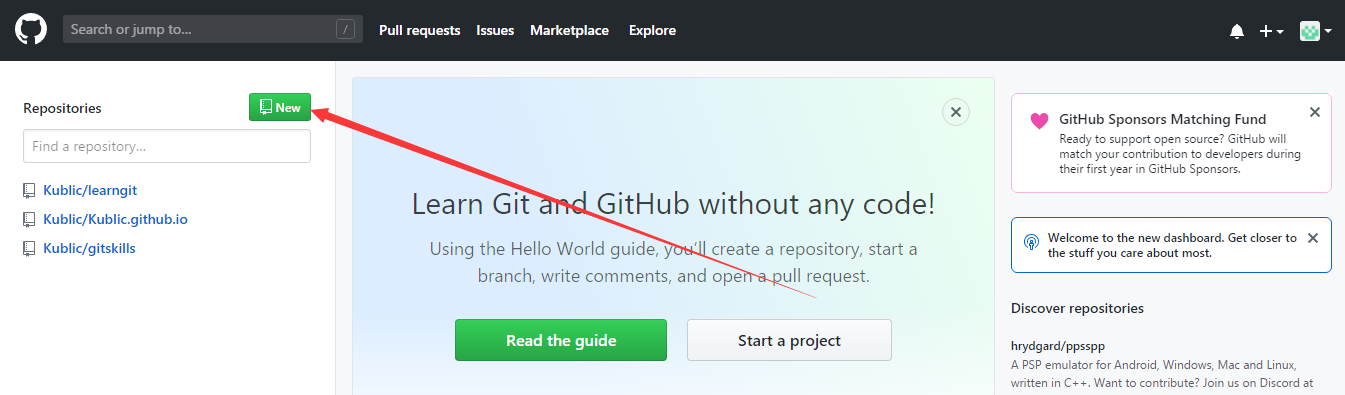 Search or jump to...
/
Pull requests
Issues
Marketplace
Explore
Repositories
New
Find a repository...
Kublic/learngit
Kublic/Kublic.github.io
Kublic/gitskills
Learn Git and GitHub without any code!
Using the Hello World guide, you'll create a repository, start a
branch, write comments, and open a pull request.
Read the guide
Start a project
GitHub Sponsors Matching Fund
Ready to support open source? GitHub will
match your contribution to developers during
their first year in GitHub Sponsors.
Welcome to the new dashboard. Get closer to
the stuff you care about most.
Discover repositories
hrydgard/ppsspp
A PSP emulator for Android, Windows, Mac and Linux,
written in C++. Want to contribute? Join us on Discord at